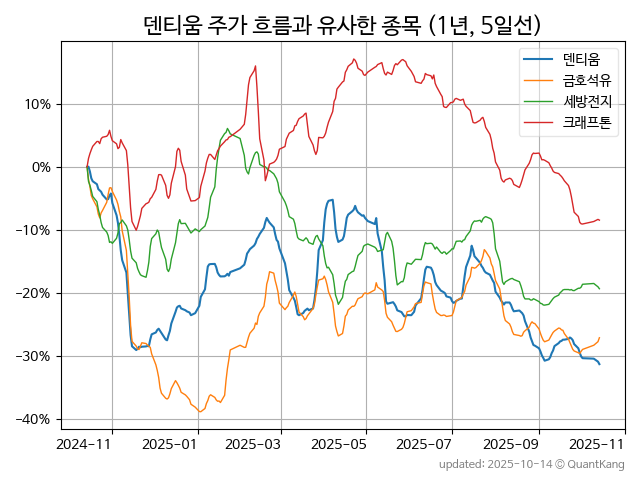 덴티움 주가 흐름과 유사한 종목 (1년, 5일선)
덴티움
금호석유
세방전지
크래프톤
10%
0%
−10%
−20%
−30%
−40%
2024-11 2025-01 2025-03 2025-05 2025-07 2025-09 2025-11
updated: 2025-10-14 © QuantKang